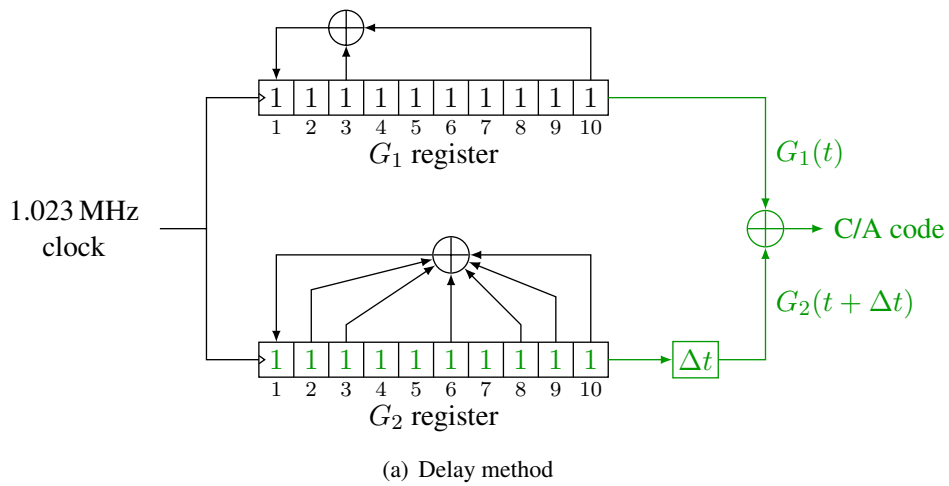 1 1 1 1 1 1 1 1 1 1
1 2 3 4 5 6 7 8 9 10
G₁ register
G₁(t)
1.023 MHz
clock
C/A code
G₂(t + Δt)
1 1 1 1 1 1 1 1 1 1
Δt
1 2 3 4 5 6 7 8 9 10
G₂ register
(a) Delay method